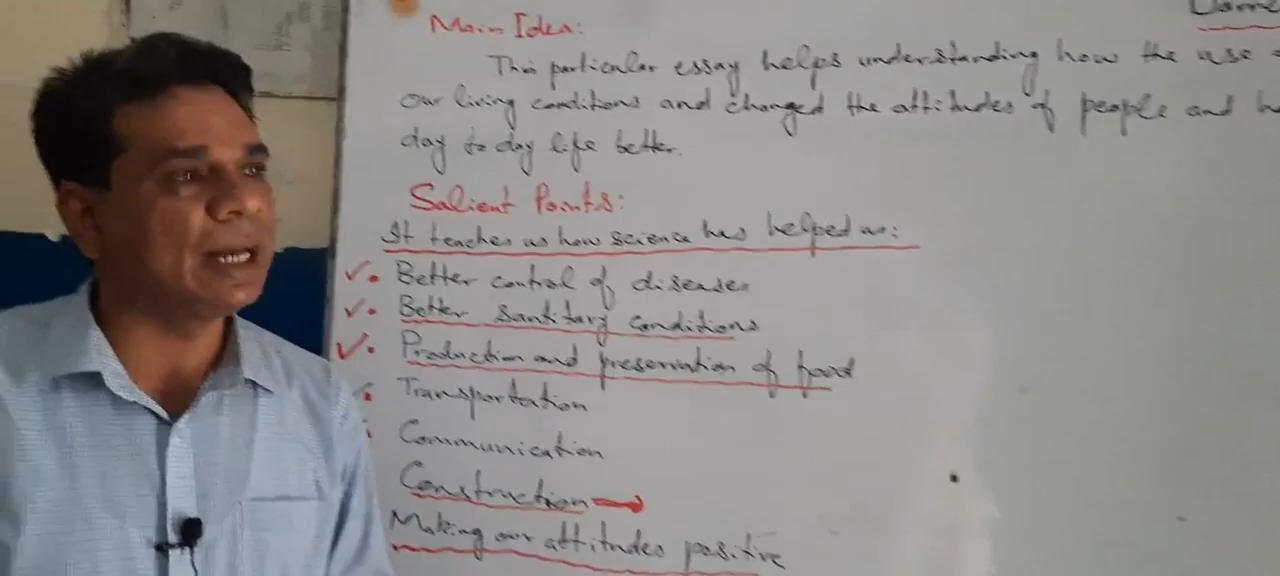 Main Idea:
This particular essay helps understanding how the use
our living conditions and changed the attitudes of people and
day to day life better.
Salient Points:
It teaches us how science has helped us:
Better control of diseases
Better sanitary conditions
Production and preservation of food
Transportation
Communication
Construction
Making our attitudes positive